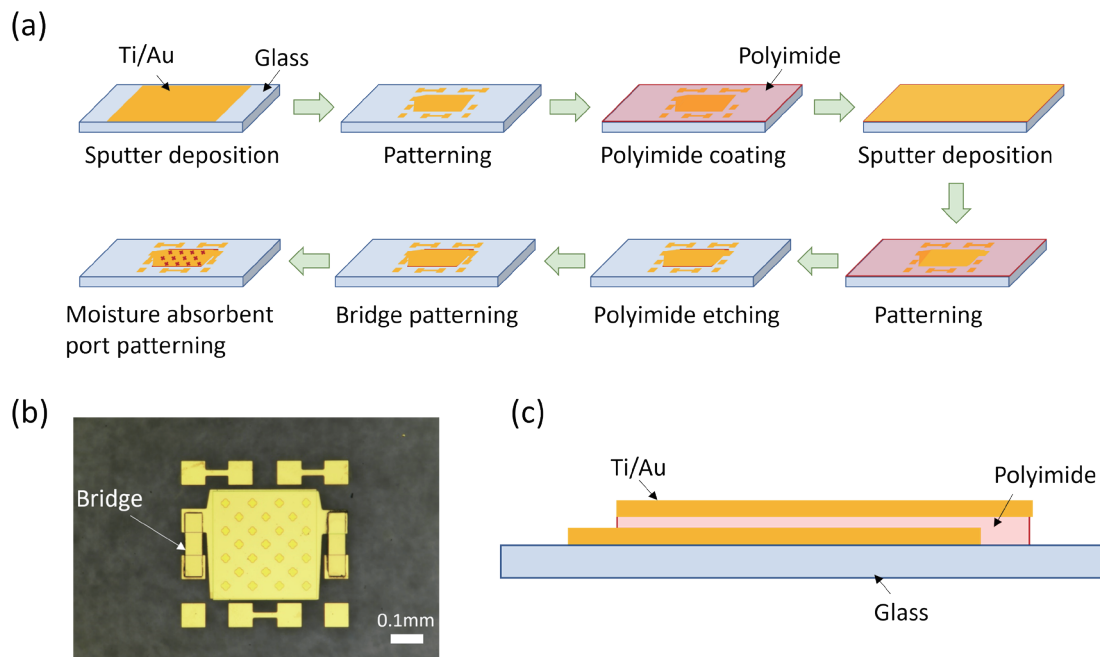 (a)
Ti/Au
Glass
Polyimide
Sputter deposition
Patterning
Polyimide coating
Sputter deposition
Moisture absorbent
port patterning
Bridge patterning
Polyimide etching
Patterning
(b)
Bridge
0.1mm
(c)
Ti/Au
Polyimide
Glass